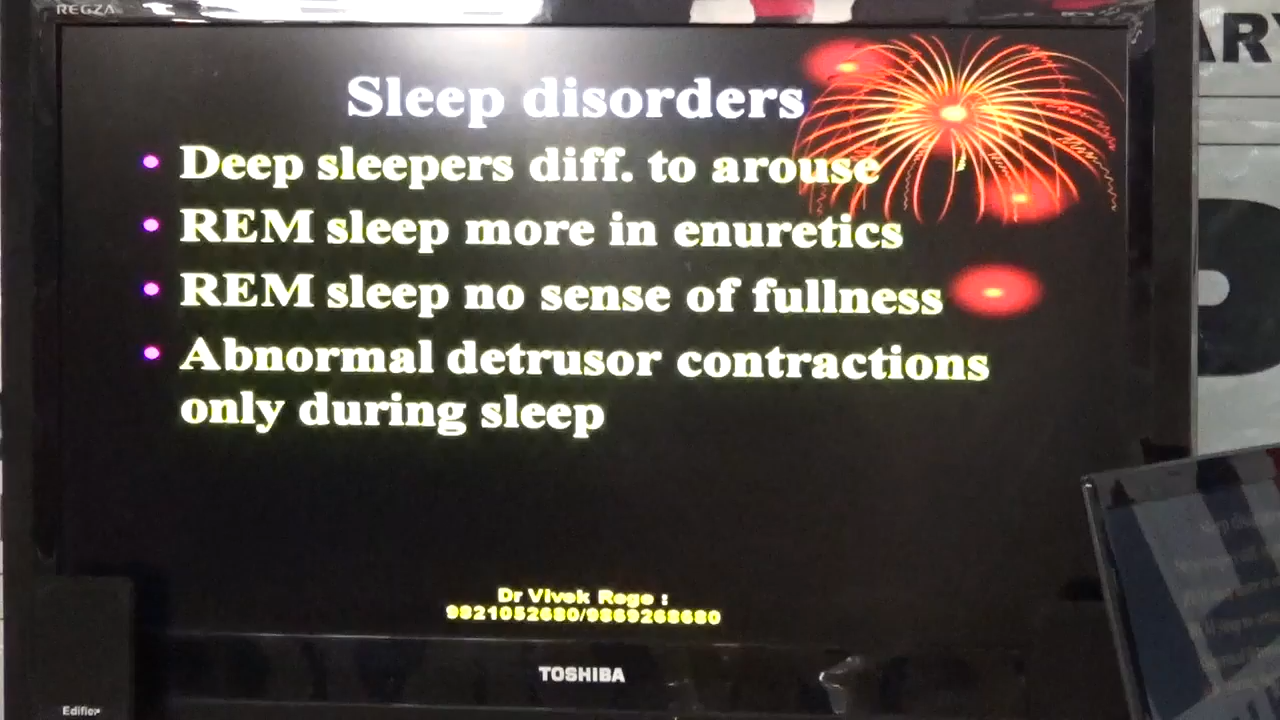 REGZA
ARY
Sleep disorders
• Deep sleepers diff. to arouse
• REM sleep more in enuretics
• REM sleep no sense of fullness
• Abnormal detrusor contractions
only during sleep
Dr Vivek Rege :
9821052680/9869268680
TOSHIBA
Edifier